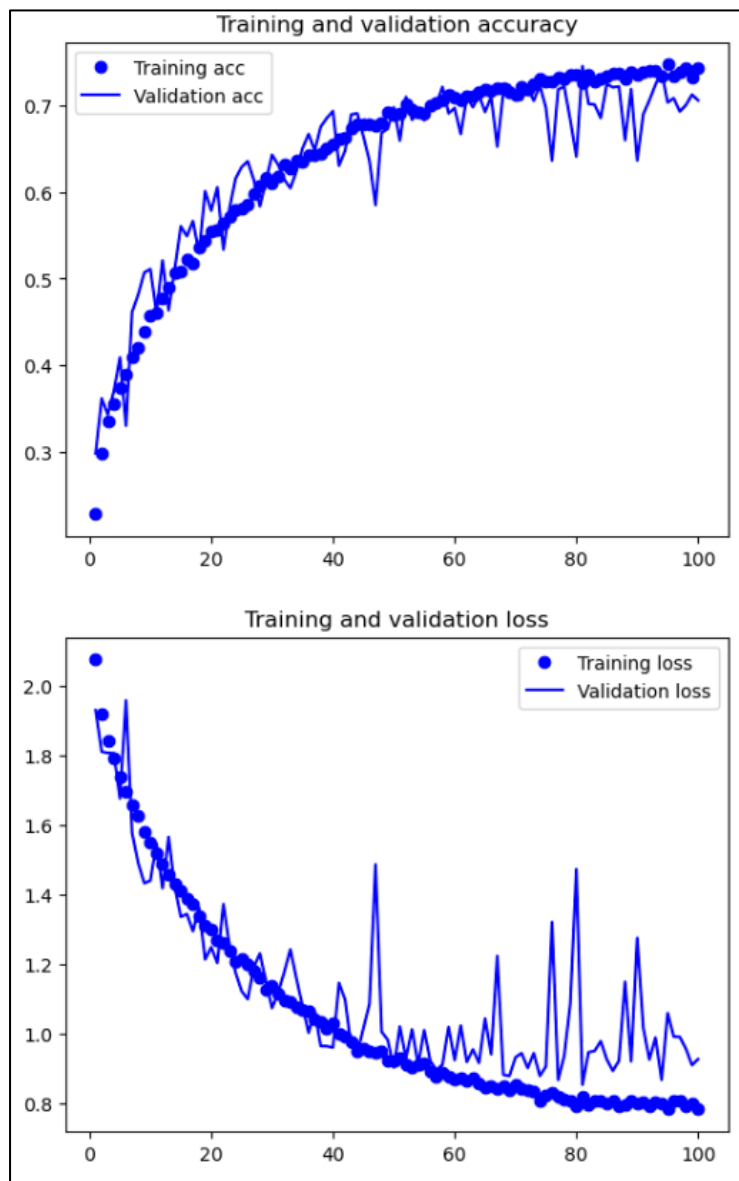 Training and validation accuracy
Training acc
Validation acc
0.7
0.6
0.5
0.4
0.3
0 20 40 60 80 100
Training and validation loss
Training loss
Validation loss
2.0
1.8
1.6
1.4
1.2
1.0
0.8
0 20 40 60 80 100